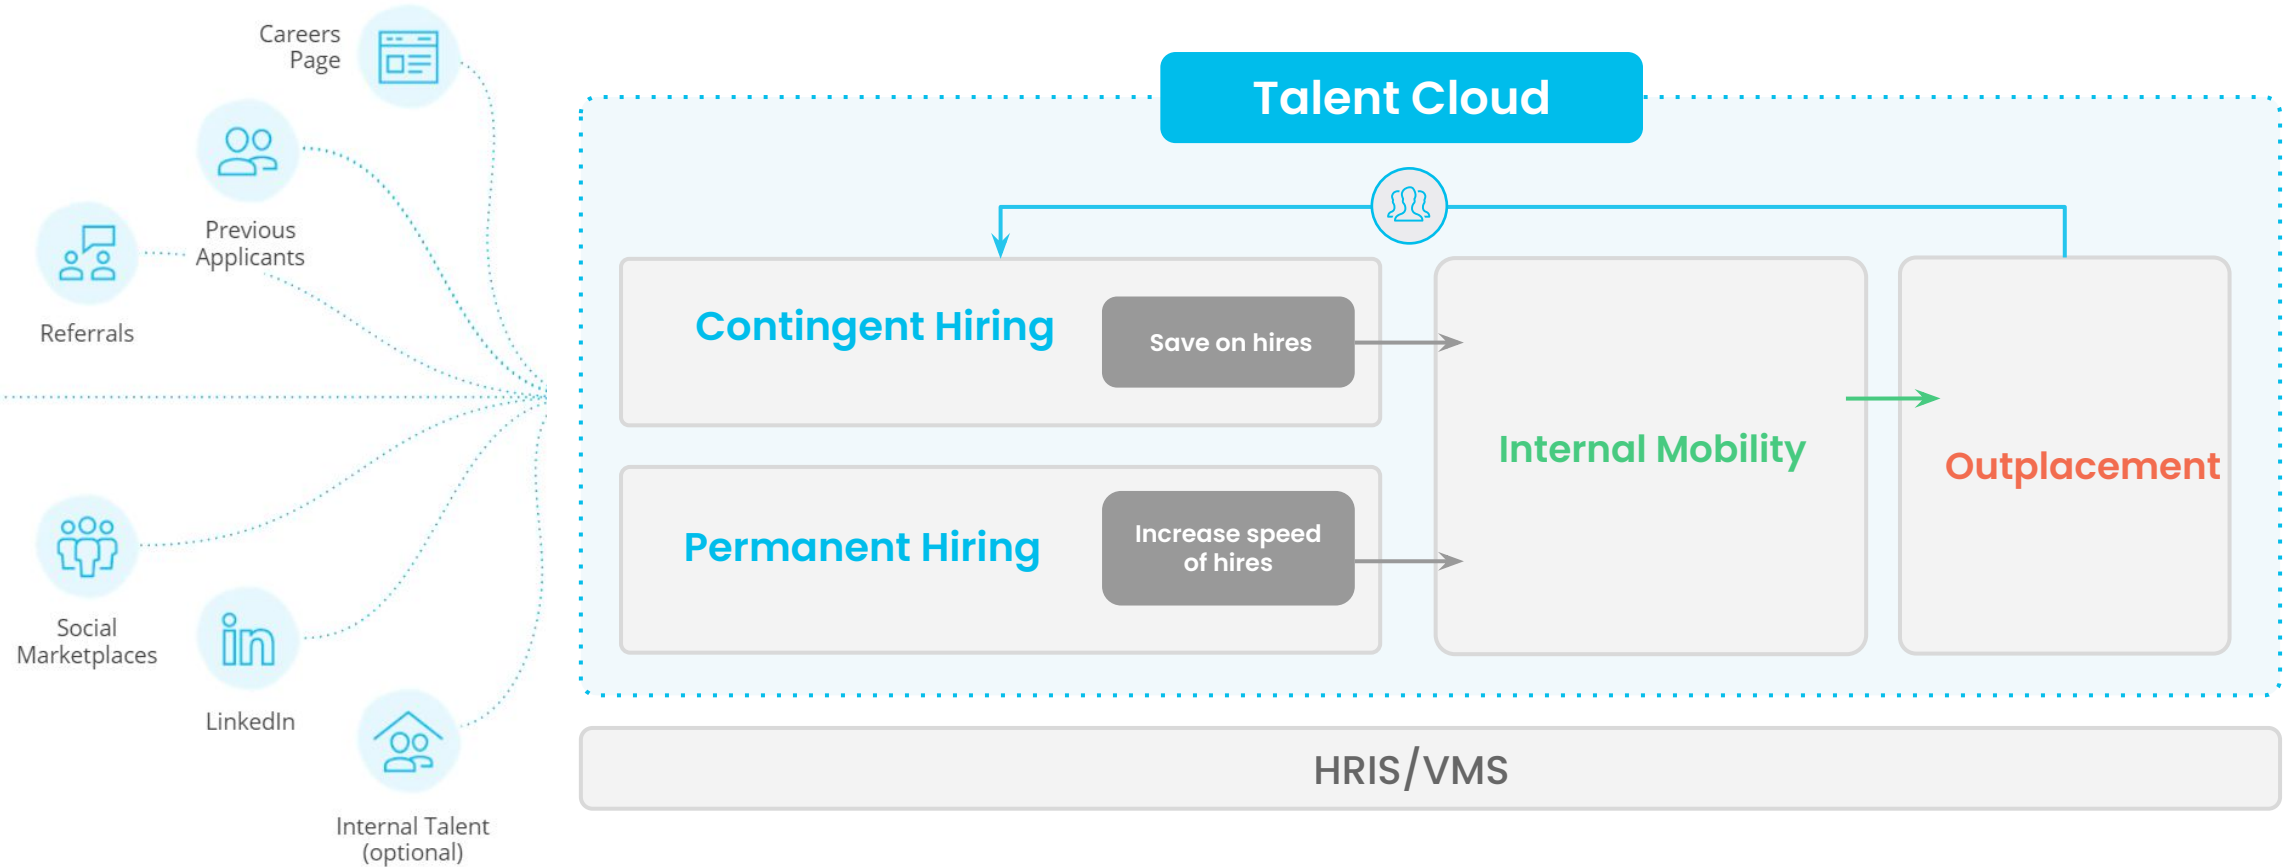 Careers
Page
Previous
Applicants
Referrals
Social
Marketplaces
LinkedIn
Internal Talent
(optional)
Talent Cloud
Contingent Hiring
Save on hires
Permanent Hiring
Increase speed
of hires
Internal Mobility
Outplacement
HRIS/VMS